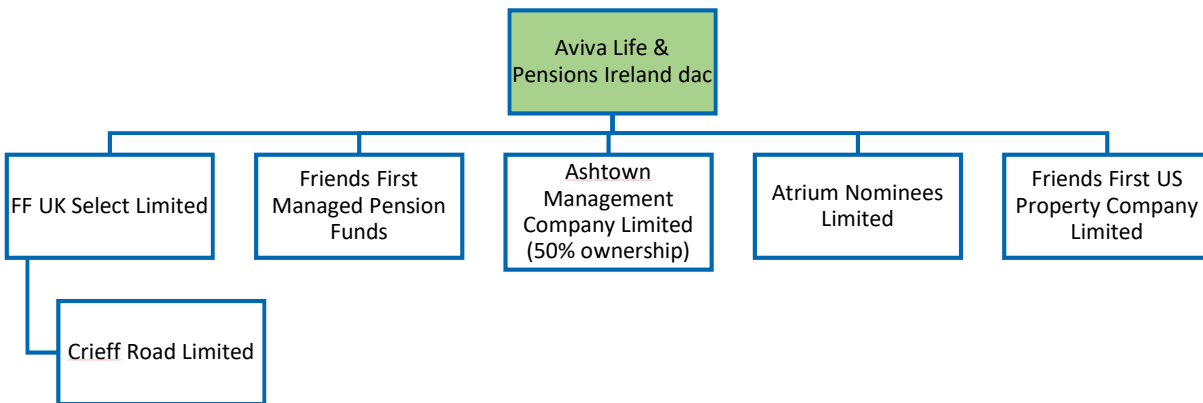 Aviva Life &
Pensions Ireland dac
FF UK Select Limited
Friends First
Managed Pension
Funds
Ashtown
Management
Company Limited
(50% ownership)
Atrium Nominees
Limited
Friends First US
Property Company
Limited
Crieff Road Limited